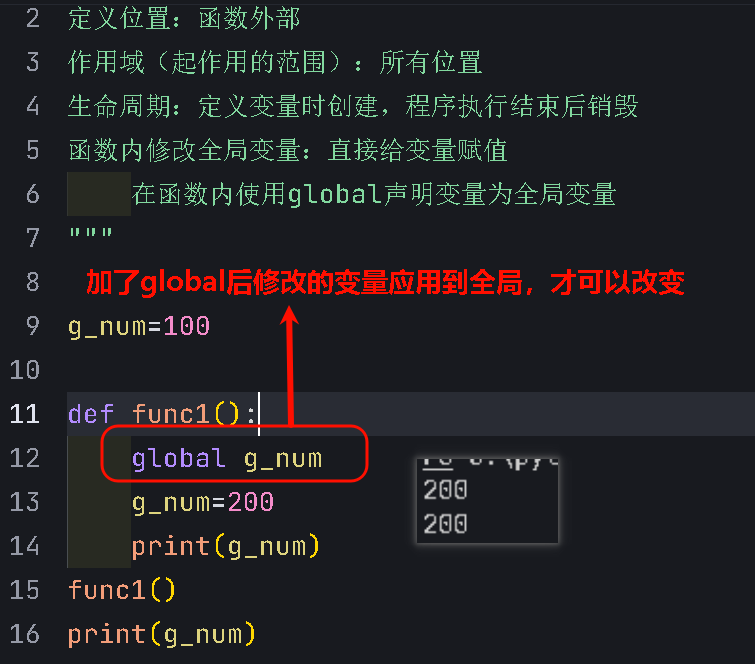 2 定义位置：函数外部
3 作用域（起作用的范围）：所有位置
4 生命周期：定义变量时创建，程序执行结束后销毁
5 函数内修改全局变量：直接给变量赋值
6 在函数内使用global声明变量为全局变量
7 """
8 加了global后修改的变量应用到全局，才可以改变
9 g_num=100
10
11 def func1():
12 global g_num
13 g_num=200
14 print(g_num)
200
200
15 func1()
16 print(g_num)